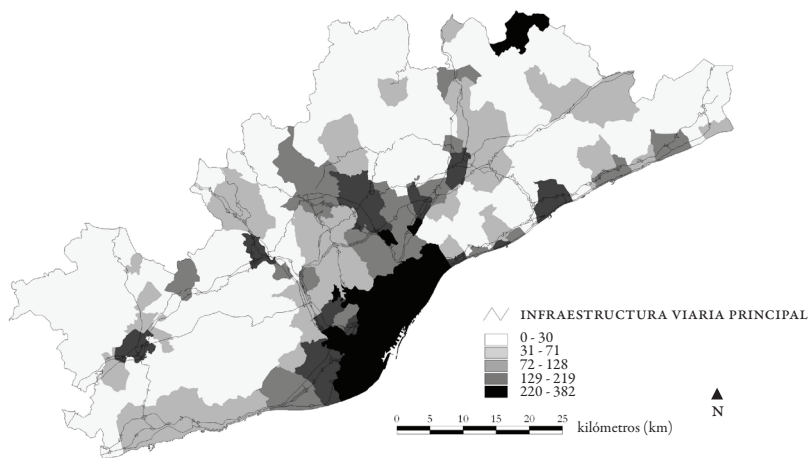 INFRAESTRUCTURA VIARIA PRINCIPAL
0 - 30
31 - 71
72 - 128
129 - 219
220 - 382
N
0 5 10 15 20 25
kilómetros (km)